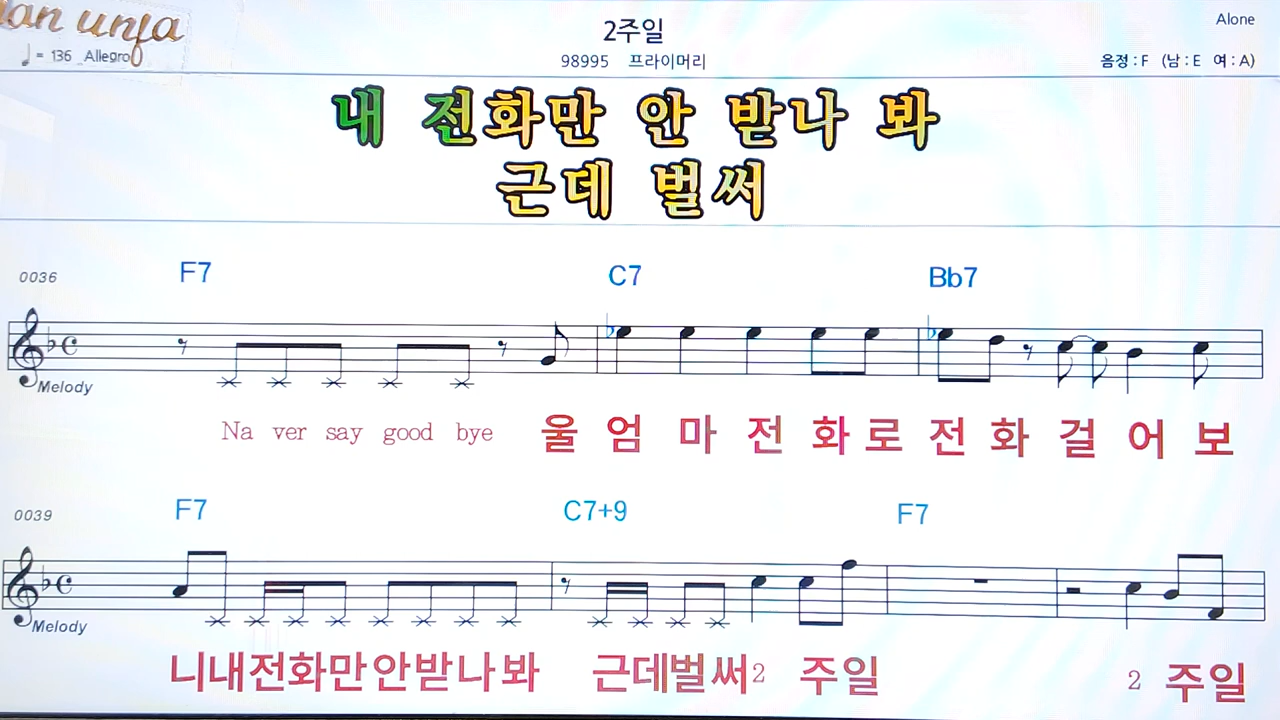 2주일
Alone
♩ = 136 Allegro
98995 프라이머리
음정 : F (남 : E 여 : A)
내 전화만 안 받나 봐
근데 벌써
0036
F7 C7 Bb7
Melody
Na ver say good bye 울 엄 마 전 화 로 전 화 걸 어 보
0039
F7 C7+9 F7
Melody
니내전화만안받나봐 근데벌써2 주일 2 주일